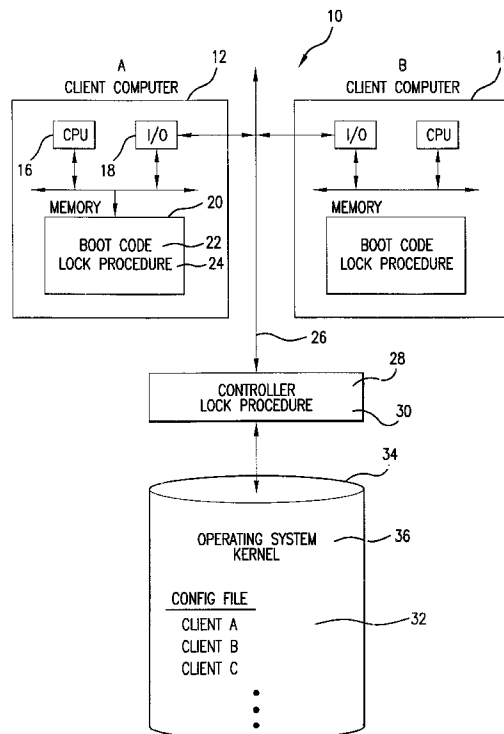 10
A
CLIENT COMPUTER
12
B
CLIENT COMPUTER
CPU
I/O
16
18
I/O
CPU
MEMORY
20
BOOT CODE
22
LOCK PROCEDURE
24
MEMORY
BOOT CODE
LOCK PROCEDURE
26
CONTROLLER
28
LOCK PROCEDURE
30
34
OPERATING SYSTEM
KERNEL
36
CONFIG FILE
32
CLIENT A
CLIENT B
CLIENT C